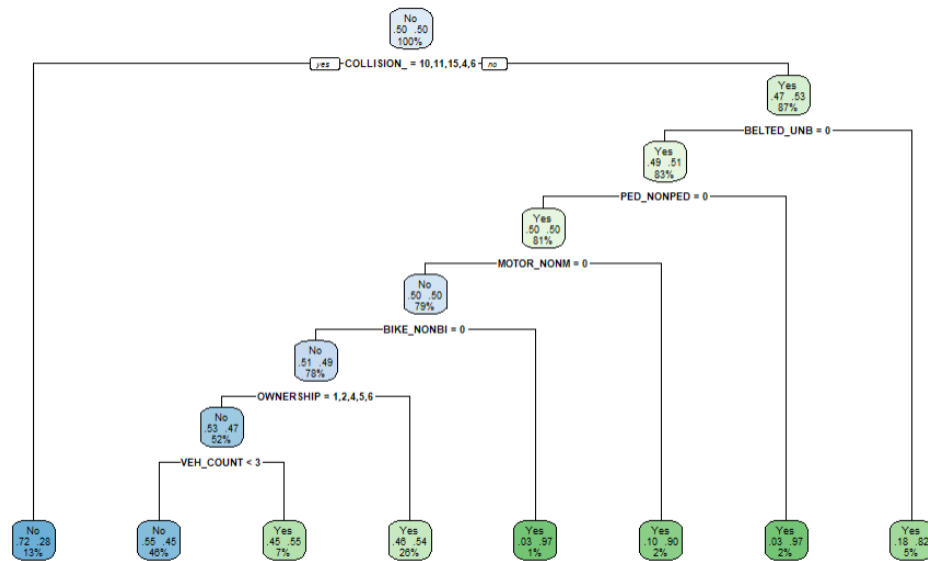 No
.50 .50
100%
yes COLLISION_ = 10,11,15,4,6 no
Yes
.47 .53
87%
BELTED_UNB = 0
Yes
.49 .51
83%
PED_NONPED = 0
Yes
.50 .50
81%
MOTOR_NONM = 0
No
.50 .50
79%
BIKE_NONBI = 0
No
.51 .49
78%
OWNERSHIP = 1,2,4,5,6
No
.53 .47
52%
VEH_COUNT < 3
No
.72 .28
13%
No
.55 .45
46%
Yes
.45 .55
7%
Yes
.46 .54
26%
Yes
.03 .97
1%
Yes
.10 .90
2%
Yes
.03 .97
2%
Yes
.18 .82
5%